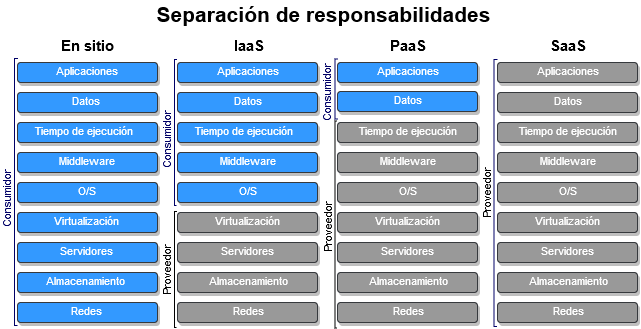 Separación de responsabilidades
En sitio
IaaS
PaaS
SaaS
Consumidor
Aplicaciones
Datos
Tiempo de ejecución
Middleware
O/S
Virtualización
Servidores
Almacenamiento
Redes
Consumidor
Proveedor
Aplicaciones
Datos
Tiempo de ejecución
Middleware
O/S
Virtualización
Servidores
Almacenamiento
Redes
Consumidor
Proveedor
Aplicaciones
Datos
Tiempo de ejecución
Middleware
O/S
Virtualización
Servidores
Almacenamiento
Redes
Proveedor
Aplicaciones
Datos
Tiempo de ejecución
Middleware
O/S
Virtualización
Servidores
Almacenamiento
Redes